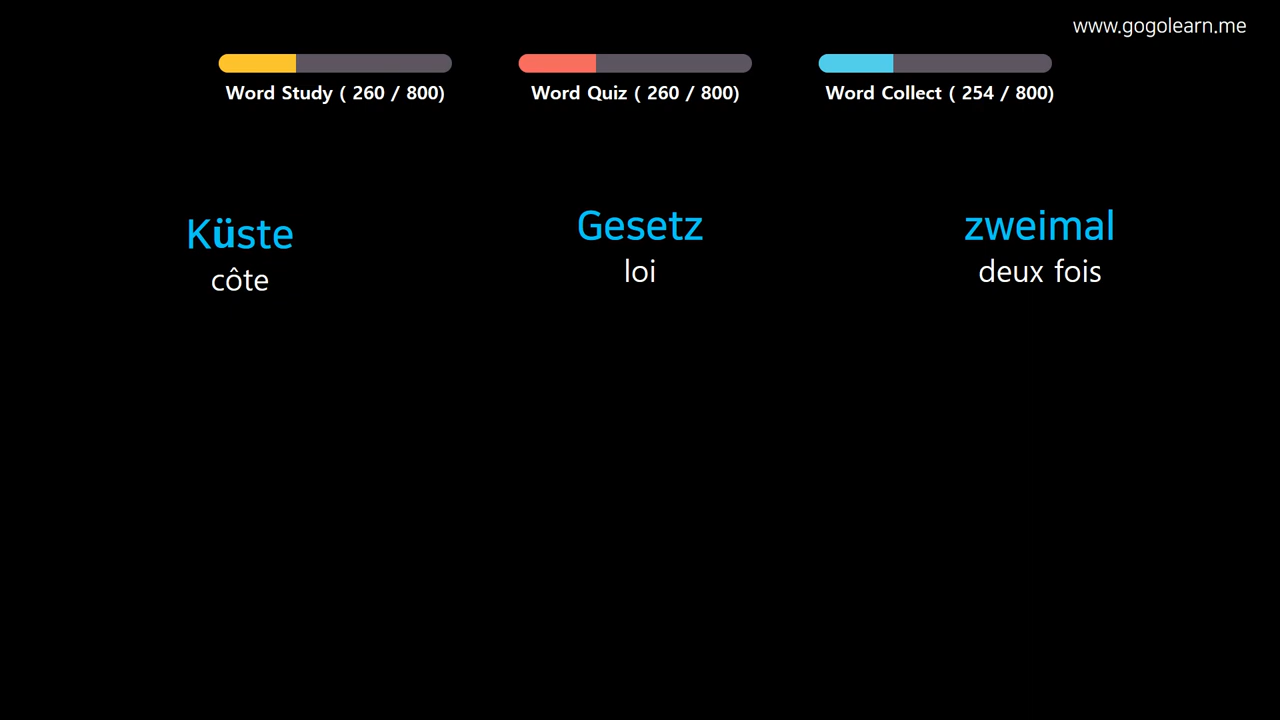 www.gogolearn.me
Word Study ( 260 / 800)
Word Quiz ( 260 / 800)
Word Collect ( 254 / 800)
Küste
côte
Gesetz
loi
zweimal
deux fois